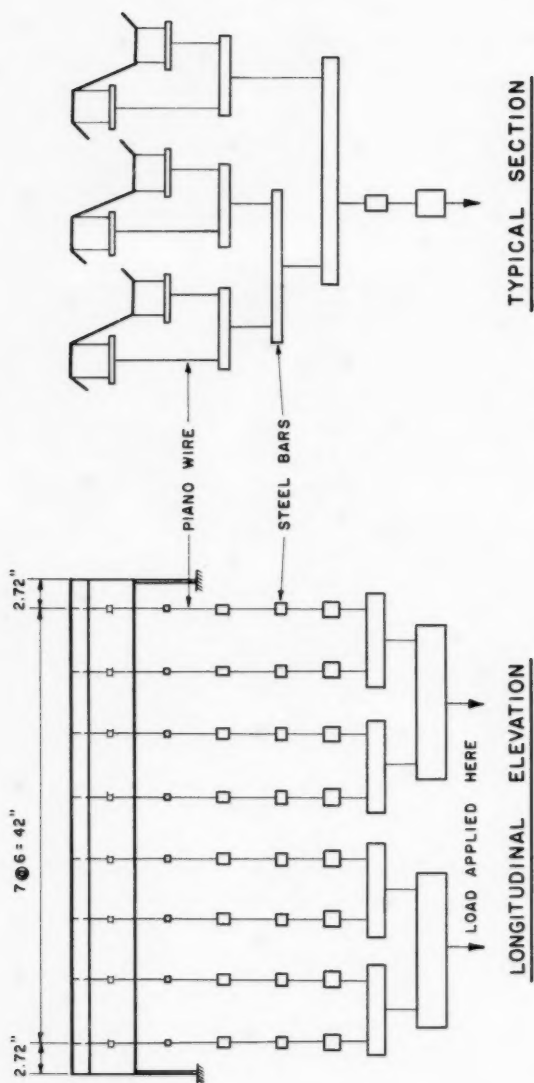 2.72"
7 @ 6 = 42"
2.72"
PIANO WIRE
STEEL BARS
LOAD APPLIED HERE
LONGITUDINAL ELEVATION
TYPICAL SECTION